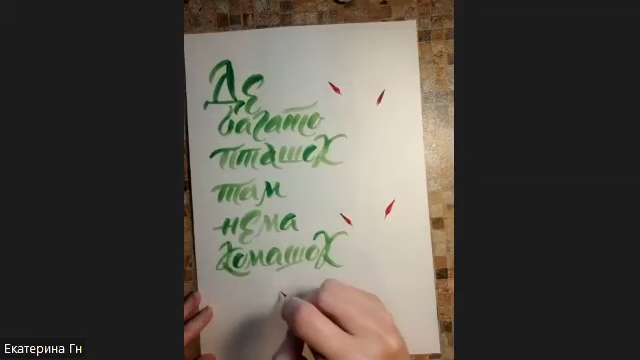 Де
багато
пташок
там
нема
комашок
Екатерина Гн